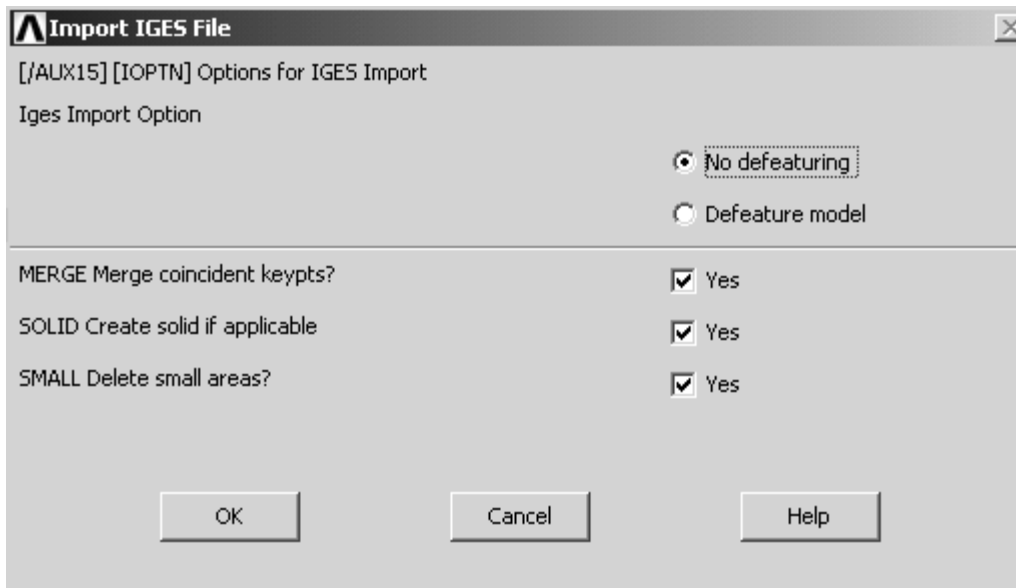 Import IGES File
[/AUX15] [IOPTN] Options for IGES Import
Iges Import Option
No defeaturing
Defeature model
MERGE Merge coincident keypts?
Yes
SOLID Create solid if applicable
Yes
SMALL Delete small areas?
Yes
OK Cancel Help